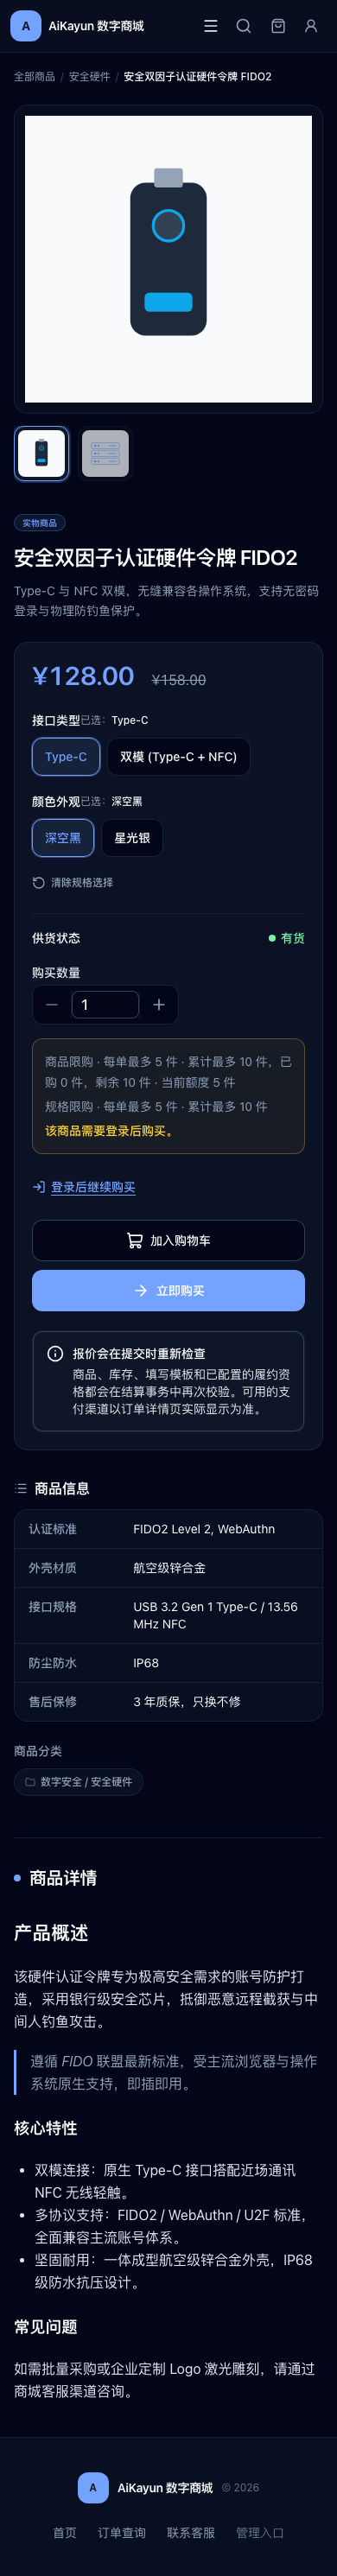 A AiKayun 数字商城
全部商品 / 安全硬件 / 安全双因子认证硬件令牌 FIDO2
实物商品
安全双因子认证硬件令牌 FIDO2
Type-C 与 NFC 双模，无缝兼容各操作系统，支持无密码
登录与物理防钓鱼保护。
¥128.00 ¥158.00
接口类型已选：Type-C
Type-C 双模 (Type-C + NFC)
颜色外观已选：深空黑
深空黑 星光银
清除规格选择
供货状态 有货
购买数量
1
商品限购 · 每单最多 5 件 · 累计最多 10 件，已
购 0 件，剩余 10 件 · 当前额度 5 件
规格限购 · 每单最多 5 件 · 累计最多 10 件
该商品需要登录后购买。
登录后继续购买
加入购物车
立即购买
报价会在提交时重新检查
商品、库存、填写模板和已配置的履约资
格都会在结算事务中再次校验。可用的支
付渠道以订单详情页实际显示为准。
商品信息
认证标准 FIDO2 Level 2, WebAuthn
外壳材质 航空级锌合金
接口规格 USB 3.2 Gen 1 Type-C / 13.56
MHz NFC
防尘防水 IP68
售后保修 3 年质保，只换不修
商品分类
数字安全 / 安全硬件
商品详情
产品概述
该硬件认证令牌专为极高安全需求的账号防护打
造，采用银行级安全芯片，抵御恶意远程截获与中
间人钓鱼攻击。
遵循 FIDO 联盟最新标准，受主流浏览器与操作
系统原生支持，即插即用。
核心特性
• 双模连接：原生 Type-C 接口搭配近场通讯
NFC 无线轻触。
• 多协议支持：FIDO2 / WebAuthn / U2F 标准，
全面兼容主流账号体系。
• 坚固耐用：一体成型航空级锌合金外壳，IP68
级防水抗压设计。
常见问题
如需批量采购或企业定制 Logo 激光雕刻，请通过
商城客服渠道咨询。
A AiKayun 数字商城 © 2026
首页 订单查询 联系客服 管理入口